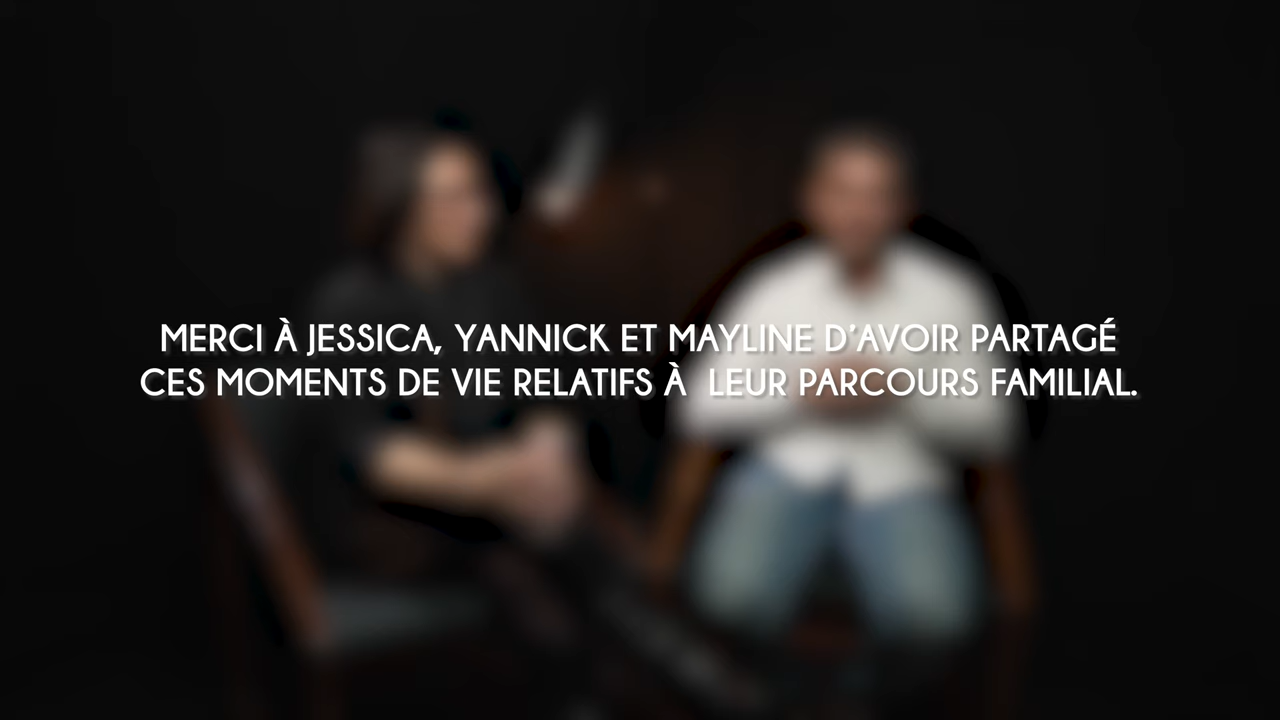 MERCI À JESSICA, YANNICK ET MAYLINE D'AVOIR PARTAGÉ
CES MOMENTS DE VIE RELATIFS À LEUR PARCOURS FAMILIAL.